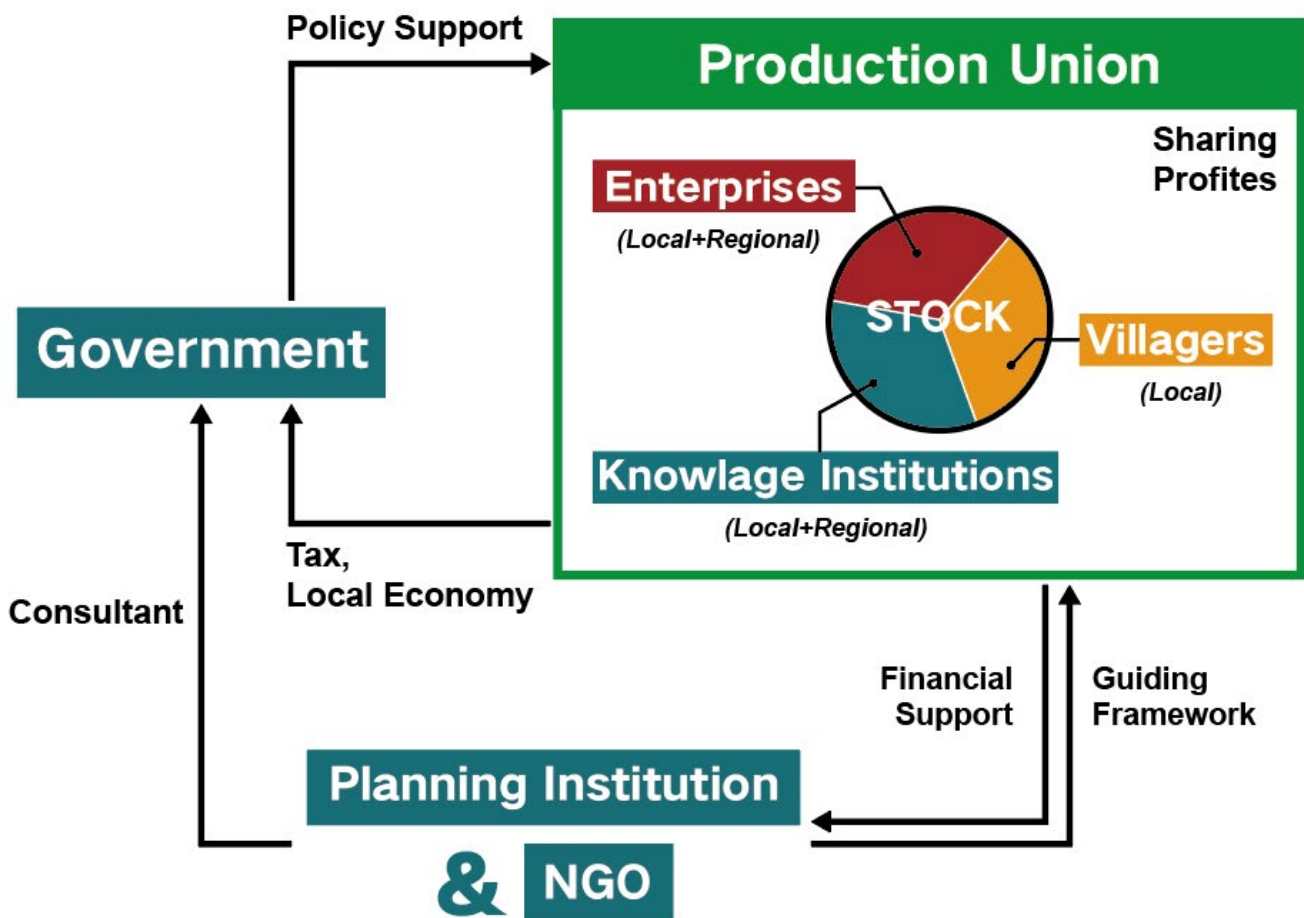 Policy Support
Production Union
Sharing
Profites
Enterprises
(Local+Regional)
STOCK
Villagers
(Local)
Knowlage Institutions
(Local+Regional)
Government
Tax,
Local Economy
Consultant
Financial
Support
Guiding
Framework
Planning Institution
& NGO